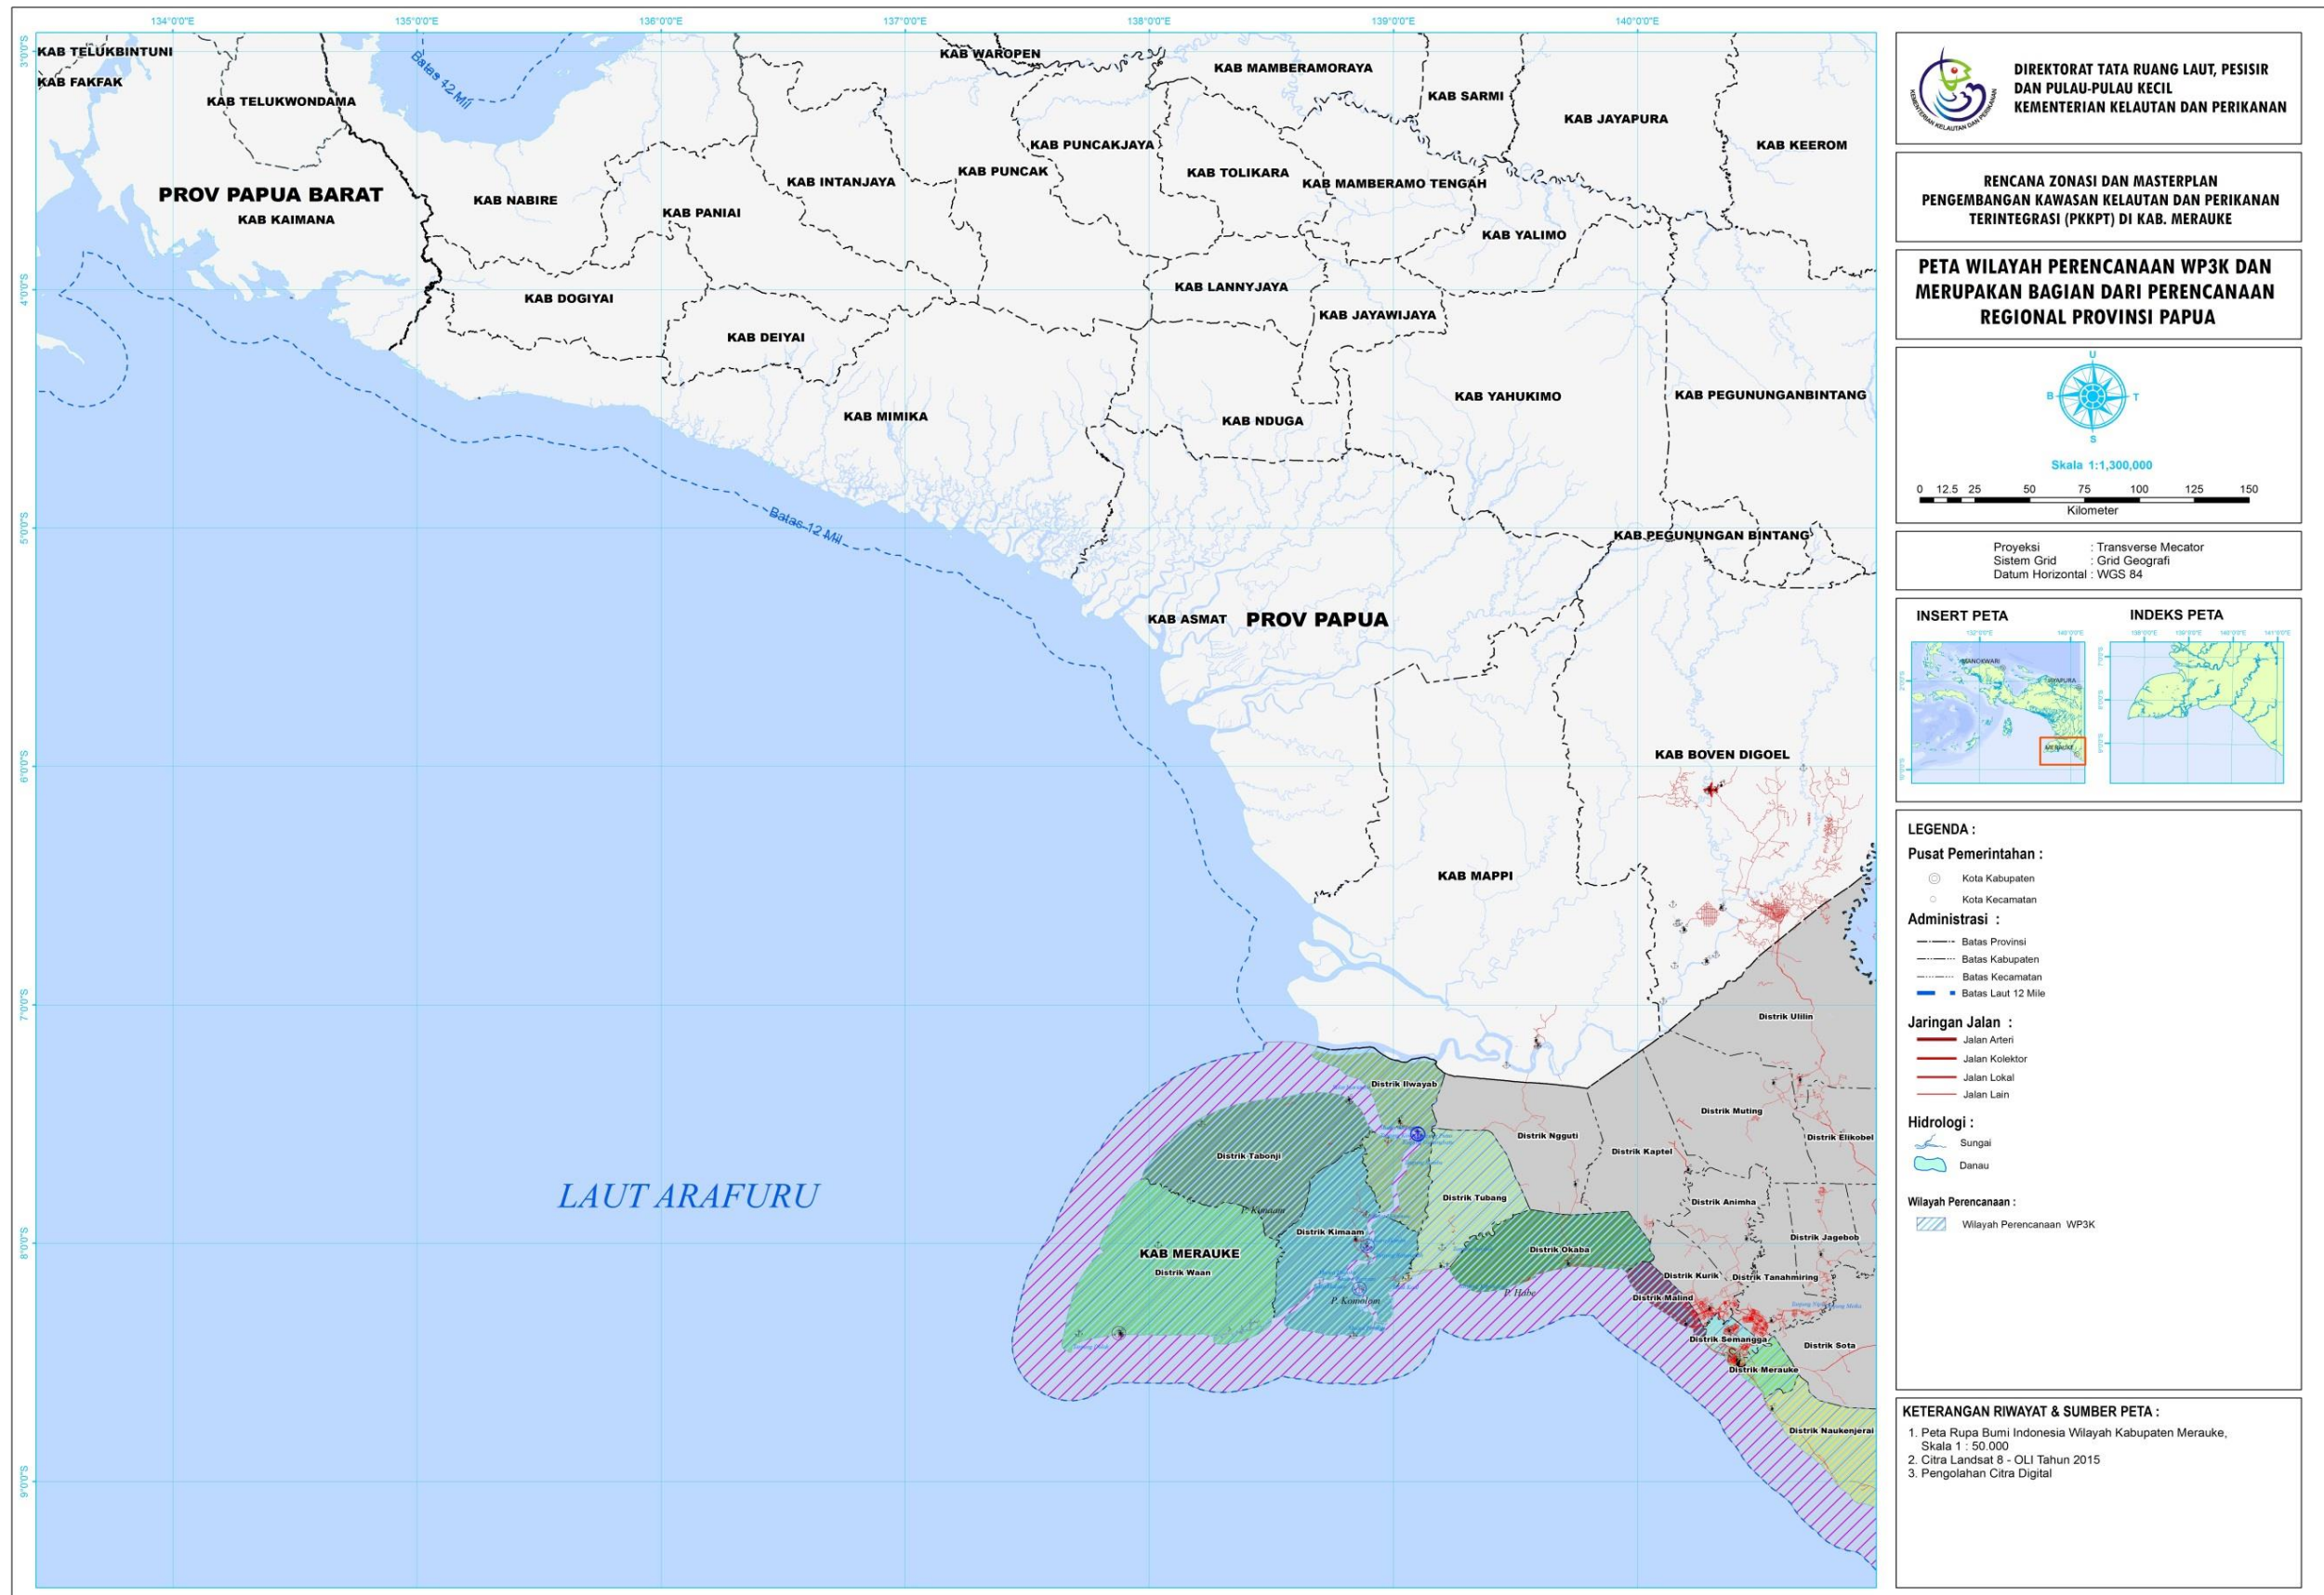 134°0'0"E
135°0'0"E
136°0'0"E
137°0'0"E
138°0'0"E
139°0'0"E
140°0'0"E
3°0'0"S
4°0'0"S
5°0'0"S
6°0'0"S
7°0'0"S
8°0'0"S
9°0'0"S
KAB TELUKBINTUNI
KAB FAKFAK
KAB TELUKWONDAMA
Batas 12 Mil
KAB WAROPEN
KAB MAMBERAMORAYA
KAB SARMI
KAB JAYAPURA
KAB KEEROM
PROV PAPUA BARAT
KAB KAIMANA
KAB NABIRE
KAB PANIAI
KAB INTANJAYA
KAB PUNCAK
KAB PUNCAKJAYA
KAB TOLIKARA
KAB MAMBERAMO TENGAH
KAB YALIMO
KAB DOGIYAI
KAB DEIYAI
KAB LANNYJAYA
KAB JAYAWIJAYA
KAB MIMIKA
KAB NDUGA
KAB YAHUKIMO
KAB PEGUNUNGANBINTANG
Batas 12 Mil
KAB PEGUNUNGAN BINTANG
KAB ASMAT
PROV PAPUA
KAB BOVEN DIGOEL
KAB MAPPI
Distrik Ulilin
Distrik Ilwayab
Distrik Muting
Distrik Ngguti
Distrik Elikobel
Distrik Kaptel
Distrik Tabonji
Distrik Tubang
Distrik Animha
LAUT ARAFURU
P. Kimaam
Distrik Kimaam
Distrik Jagebob
KAB MERAUKE
Distrik Waan
Distrik Okaba
Distrik Kurik
Distrik Tanahmiring
P. Habe
Distrik Malind
P. Komolom
Distrik Semangga
Distrik Sota
Distrik Merauke
Distrik Naukenjerai
KEMENTERIAN KELAUTAN DAN PERIKANAN
DIREKTORAT TATA RUANG LAUT, PESISIR
DAN PULAU-PULAU KECIL
KEMENTERIAN KELAUTAN DAN PERIKANAN
RENCANA ZONASI DAN MASTERPLAN
PENGEMBANGAN KAWASAN KELAUTAN DAN PERIKANAN
TERINTEGRASI (PKKPT) DI KAB. MERAUKE
PETA WILAYAH PERENCANAAN WP3K DAN
MERUPAKAN BAGIAN DARI PERENCANAAN
REGIONAL PROVINSI PAPUA
U
B T
S
Skala 1:1,300,000
0 12.5 25 50 75 100 125 150
Kilometer
Proyeksi : Transverse Mecator
Sistem Grid : Grid Geografi
Datum Horizontal : WGS 84
INSERT PETA
INDEKS PETA
MANOKWARI
JAYAPURA
MERAUKE
LEGENDA :
Pusat Pemerintahan :
Kota Kabupaten
Kota Kecamatan
Administrasi :
Batas Provinsi
Batas Kabupaten
Batas Kecamatan
Batas Laut 12 Mile
Jaringan Jalan :
Jalan Arteri
Jalan Kolektor
Jalan Lokal
Jalan Lain
Hidrologi :
Sungai
Danau
Wilayah Perencanaan :
Wilayah Perencanaan WP3K
KETERANGAN RIWAYAT & SUMBER PETA :
1. Peta Rupa Bumi Indonesia Wilayah Kabupaten Merauke,
Skala 1 : 50.000
2. Citra Landsat 8 - OLI Tahun 2015
3. Pengolahan Citra Digital